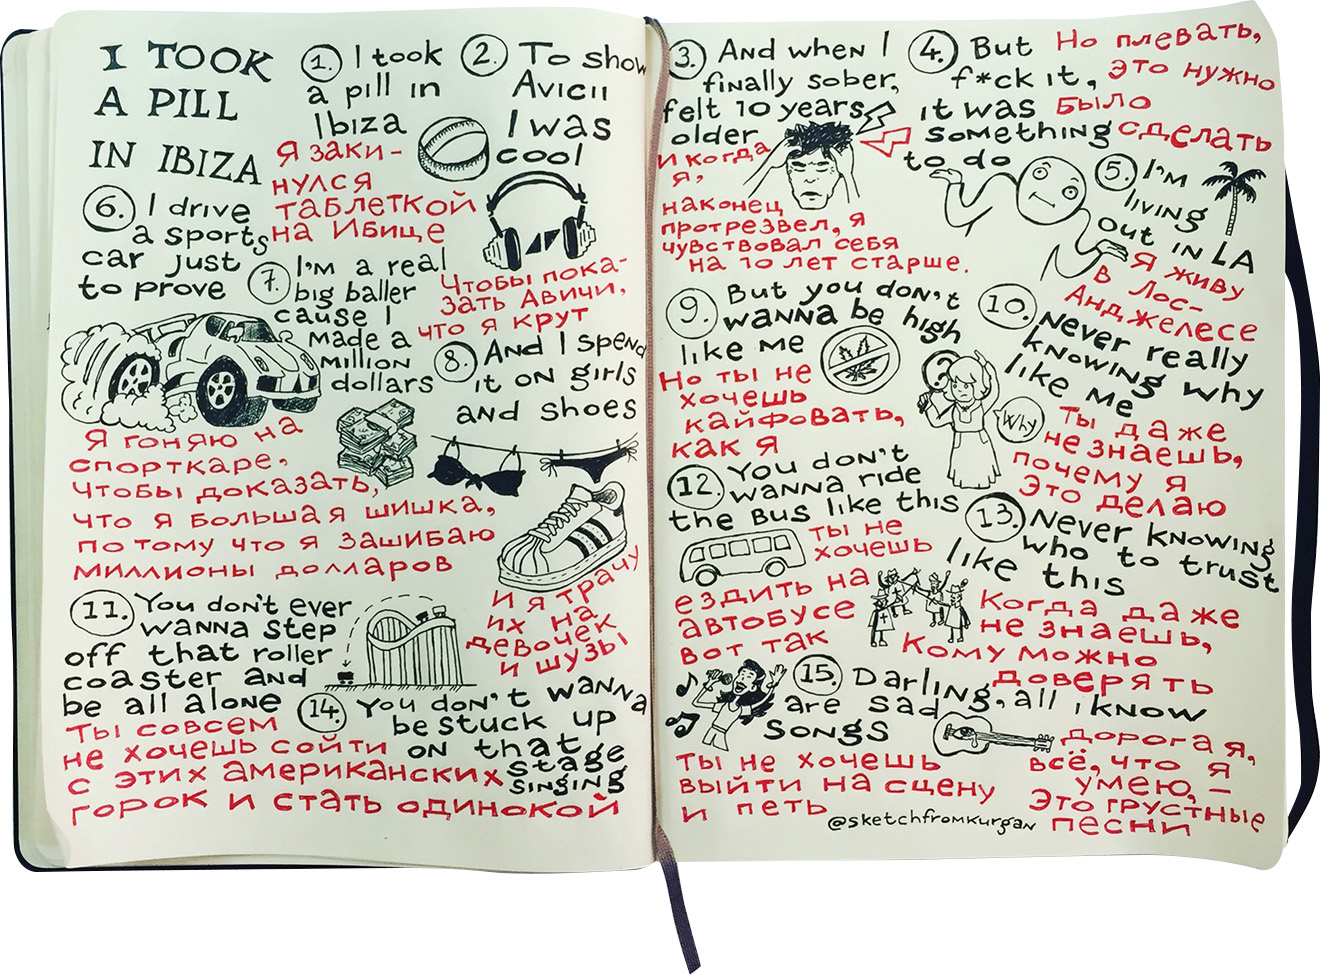 I TOOK
A PILL
IN IBIZA
1. I took
a pill in
Ibiza
Я заки-
нулся
таблеткой
на Ибице
2. To show
Avicii
I was
cool
Чтобы пока-
зать Авичи,
что я крут
3. And when I
finally sober,
felt 10 years
older
И когда
я,
наконец
протрезвел, я
чувствовал себя
на 10 лет старше.
4. But
f*ck it,
it was
something
to do
Но плевать,
это нужно
было
сделать
5. I'm
living
out in LA
Я живу
в Лос-
Анджелесе
6. I drive
a sports
car just
to prove
7. I'm a real
big baller
cause I
made a
million
dollars
Я гоняю на
спорткаре,
чтобы доказать,
что я большая шишка,
потому что я зашибаю
миллионы долларов
8. And I spend
it on girls
and shoes
И я трачу
их на
девочек
и шузы
9. But you don't
wanna be high
like me
Но ты не
хочешь
кайфовать,
как я
10. Never really
knowing why
like me
Why
Ты даже
не знаешь,
почему я
это делаю
11. You don't ever
wanna step
off that roller
coaster and
be all alone
Ты совсем
не хочешь сойти
с этих американских
горок и стать одинокой
12. You don't
wanna ride
the bus like this
ты не
хочешь
ездить на
автобусе
вот так
13. Never knowing
who to trust
like this
Когда даже
не знаешь,
кому можно
доверять
14. You don't wanna
be stuck up
on that
stage
singing
ты не хочешь
выйти на сцену
и петь
15. Darling, all I know
are sad
songs
дорогая,
всё, что я
умею, –
это грустные
песни
@sketchfromkurgan